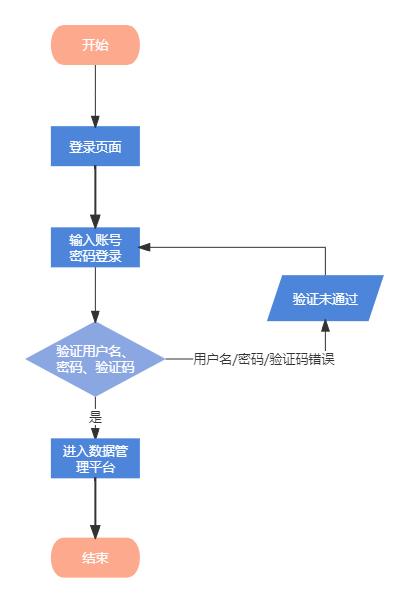 开始
登录页面
输入账号
密码登录
验证未通过
验证用户名、
密码、验证码
用户名/密码/验证码错误
是
进入数据管
理平台
结束